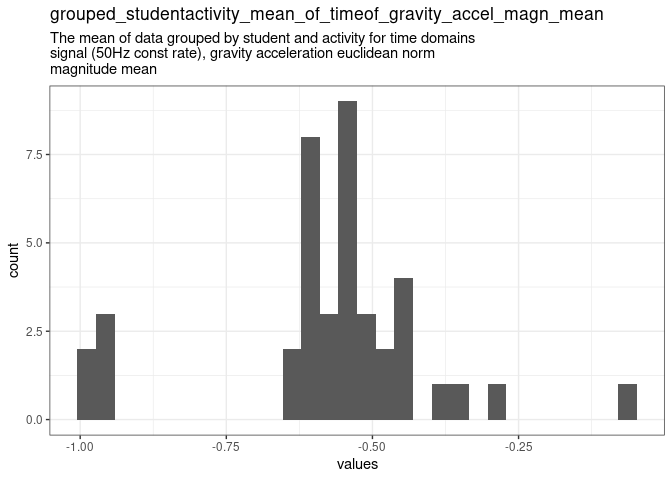 grouped_studentactivity_mean_of_timeof_gravity_accel_magn_mean
The mean of data grouped by student and activity for time domains
signal (50Hz const rate), gravity acceleration euclidean norm
magnitude mean
7.5
5.0
2.5
0.0
count
-1.00
-0.75
-0.50
-0.25
values